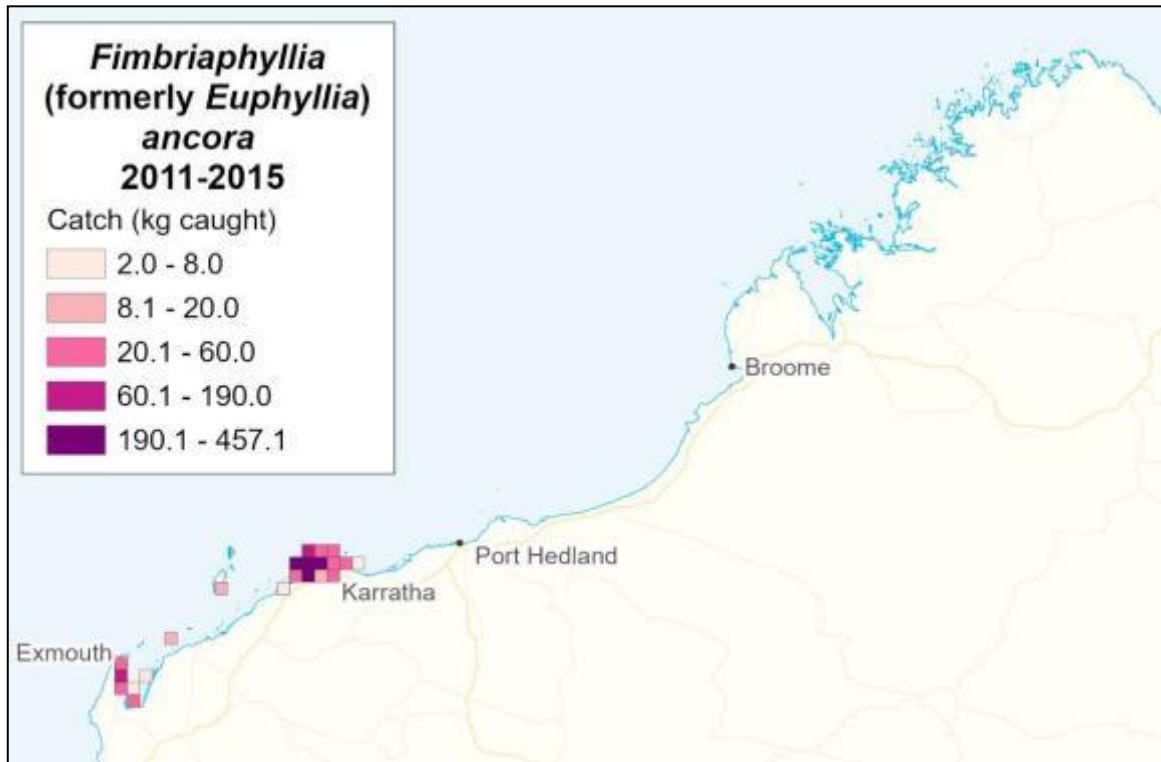 Fimbriaphyllia
(formerly Euphyllia)
ancora
2011-2015
Catch (kg caught)
2.0 - 8.0
8.1 - 20.0
20.1 - 60.0
60.1 - 190.0
190.1 - 457.1
Broome
Port Hedland
Karratha
Exmouth